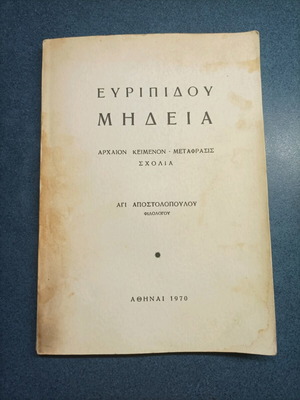 ΕΥΡΙΠΙΔΟΥ
ΜΗΔΕΙΑ
ΑΡΧΑΙΟΝ ΚΕΙΜΕΝΟΝ - ΜΕΤΑΦΡΑΣΙΣ
ΣΧΟΛΙΑ
ΑΓΙ ΑΠΟΣΤΟΛΟΠΟΥΛΟΥ
ΦΙΛΟΛΟΓΟΥ
ΑΘΗΝΑΙ 1970